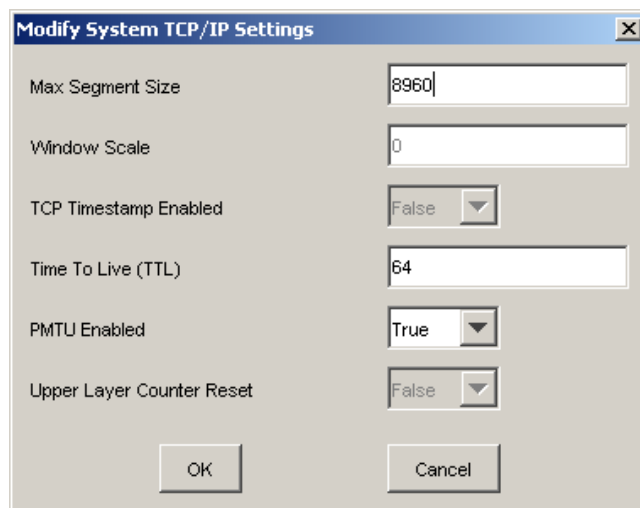 Modify System TCP/IP Settings
Max Segment Size 8960
Window Scale 0
TCP Timestamp Enabled False
Time To Live (TTL) 64
PMTU Enabled True
Upper Layer Counter Reset False
OK Cancel